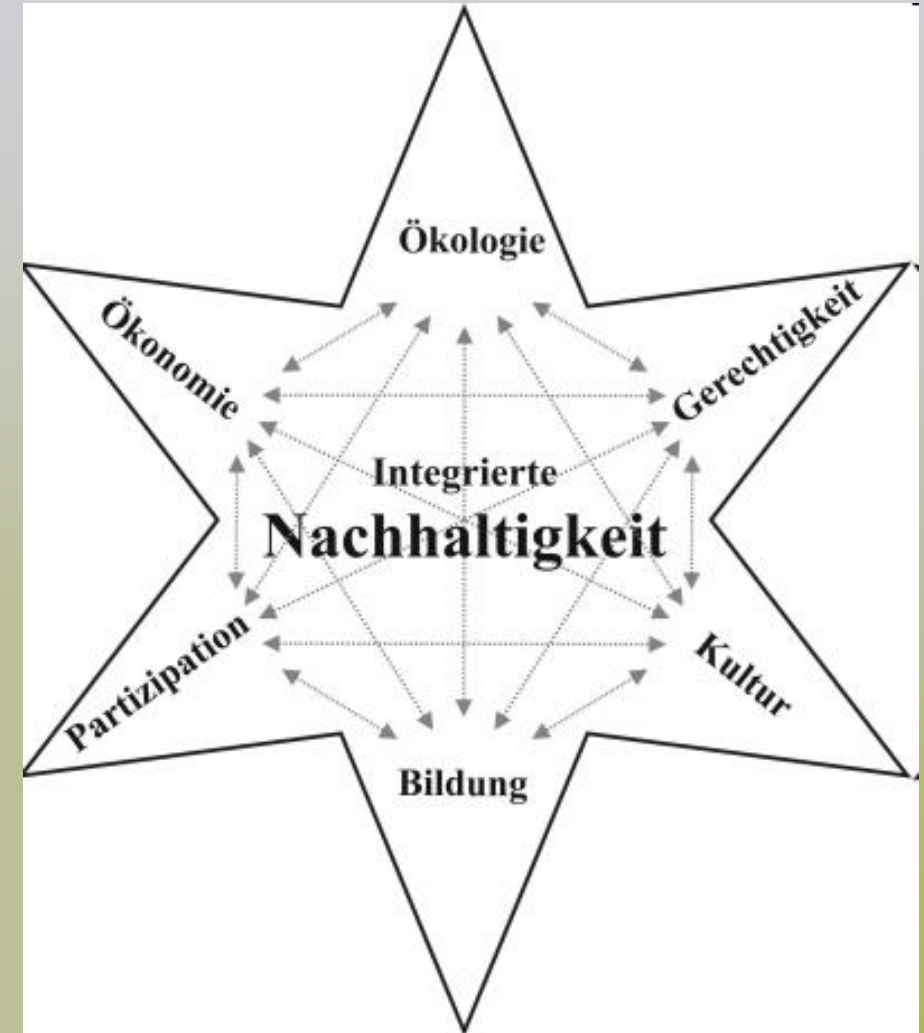 Ökologie
Ökonomie
Gerechtigkeit
Integrierte
Nachhaltigkeit
Partizipation
Kultur
Bildung